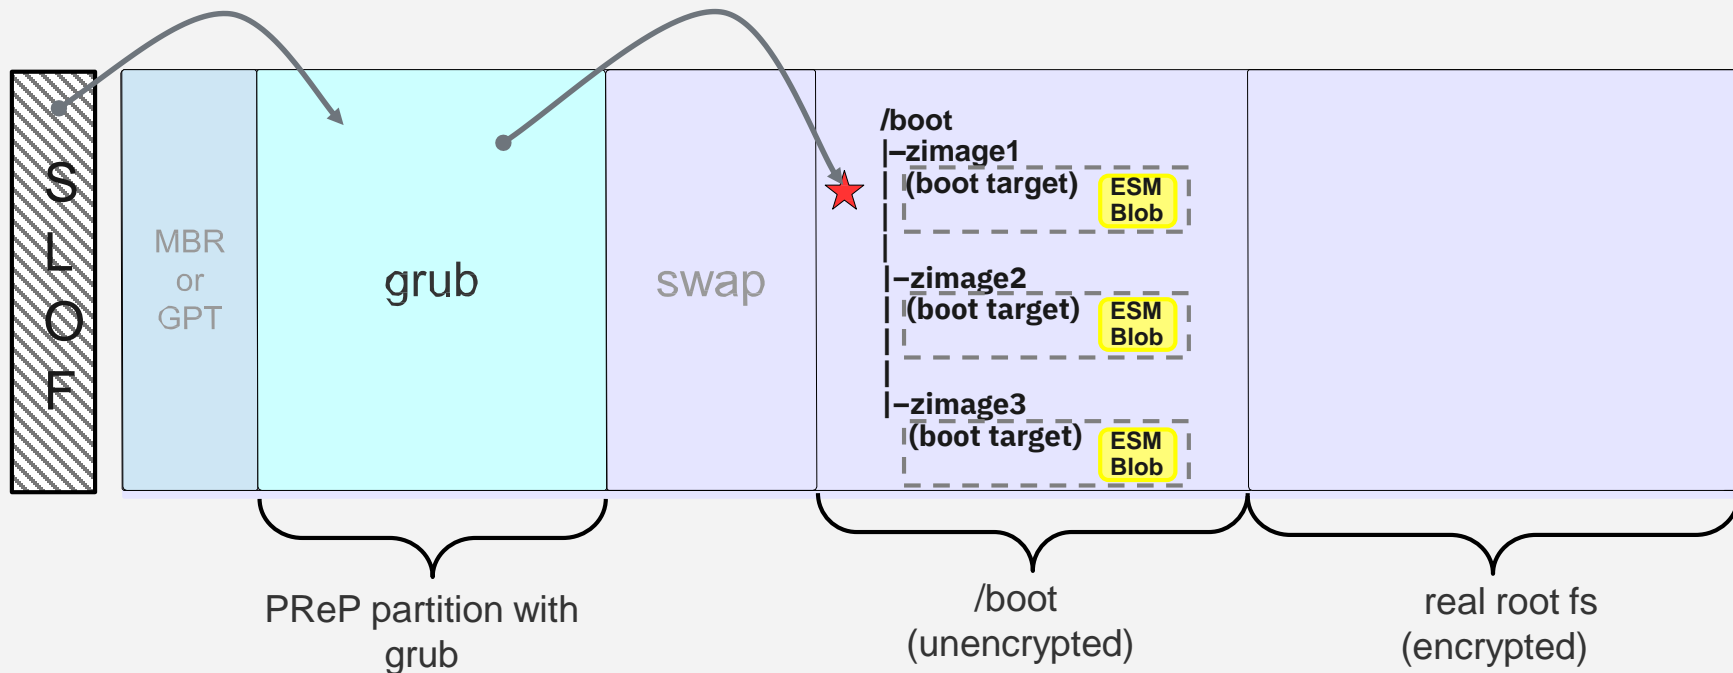 S
L
O
F
MBR
or
GPT
grub
swap
/boot
|–zimage1
(boot target)
ESM
Blob
|–zimage2
(boot target)
ESM
Blob
|–zimage3
(boot target)
ESM
Blob
PReP partition with
grub
/boot
(unencrypted)
real root fs
(encrypted)